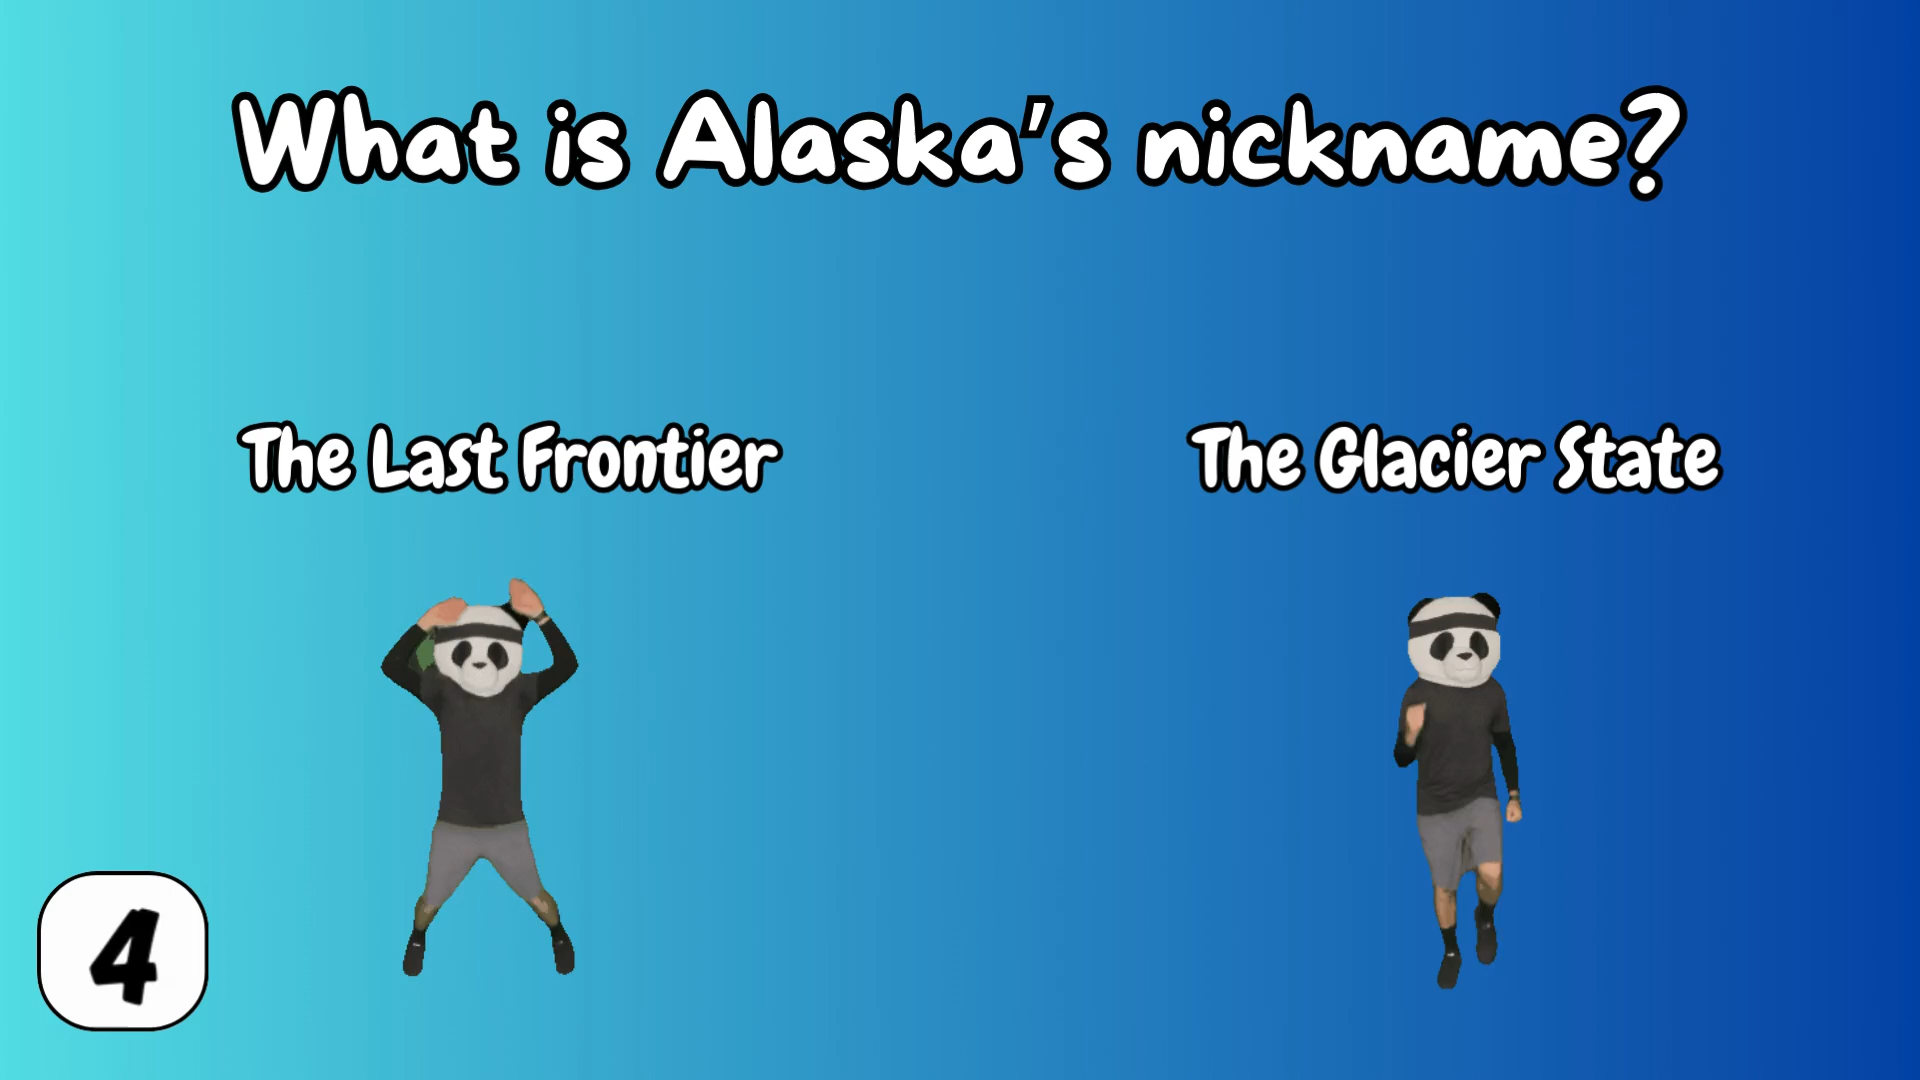 What is Alaska's nickname?
The Last Frontier
The Glacier State
4